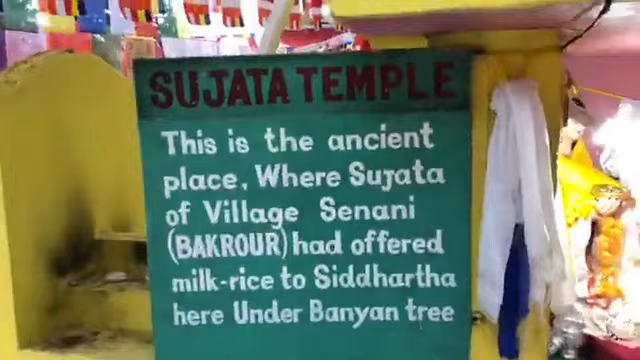 SUJATA TEMPLE
This is the ancient
place, Where Sujata
of Village Senani
(BAKROUR) had offered
milk-rice to Siddhartha
here Under Banyan tree